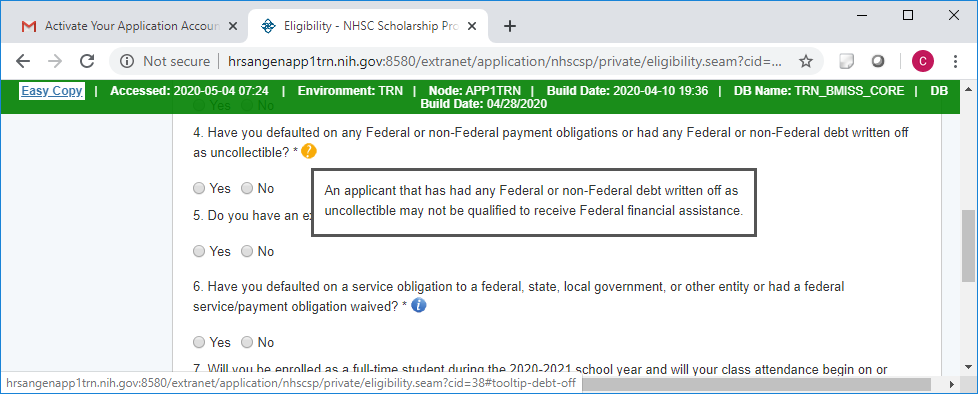 Activate Your Application Accoun
Eligibility - NHSC Scholarship Pro
Not secure | hrsangenapp1trn.nih.gov:8580/extranet/application/nhscsp/private/eligibility.seam?cid=...
C
Easy Copy | Accessed: 2020-05-04 07:24 | Environment: TRN | Node: APP1TRN | Build Date: 2020-04-10 19:36 | DB Name: TRN_BMISS_CORE | DB
Build Date: 04/28/2020
Yes No
4. Have you defaulted on any Federal or non-Federal payment obligations or had any Federal or non-Federal debt written off
as uncollectible? * ?
Yes No
An applicant that has had any Federal or non-Federal debt written off as
uncollectible may not be qualified to receive Federal financial assistance.
5. Do you have an ex
Yes No
6. Have you defaulted on a service obligation to a federal, state, local government, or other entity or had a federal
service/payment obligation waived? * i
Yes No
7. Will you be enrolled as a full-time student during the 2020-2021 school year and will your class attendance begin on or
hrsangenapp1trn.nih.gov:8580/extranet/application/nhscsp/private/eligibility.seam?cid=38#tooltip-debt-off